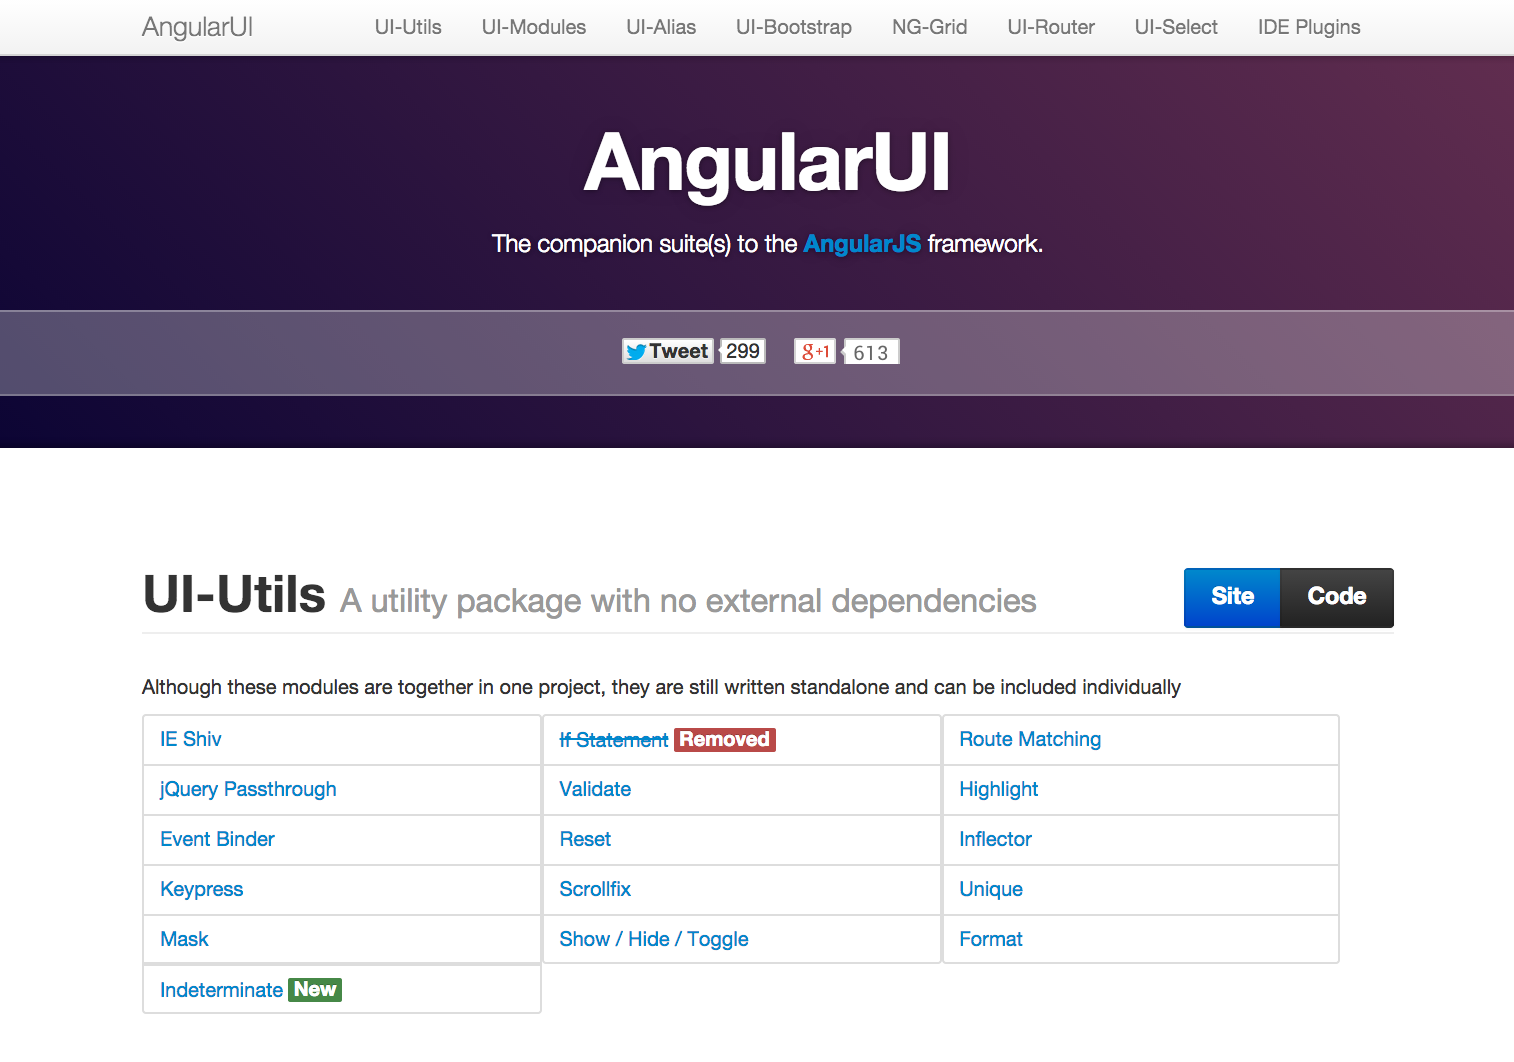 AngularUI UI-Utils UI-Modules UI-Alias UI-Bootstrap NG-Grid UI-Router UI-Select IDE Plugins
AngularUI
The companion suite(s) to the AngularJS framework.
Tweet 299 g+1 613
UI-Utils A utility package with no external dependencies Site Code
Although these modules are together in one project, they are still written standalone and can be included individually
IE Shiv If Statement Removed Route Matching
jQuery Passthrough Validate Highlight
Event Binder Reset Inflector
Keypress Scrollfix Unique
Mask Show / Hide / Toggle Format
Indeterminate New